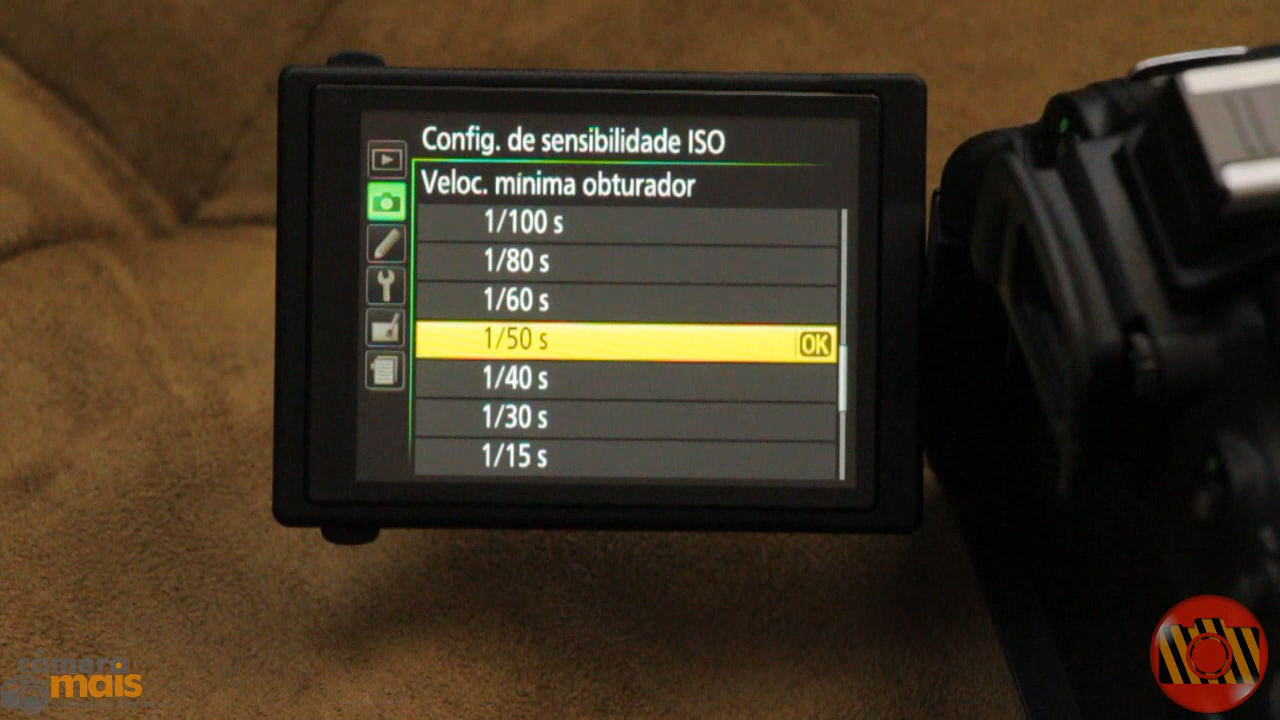 Config. de sensibilidade ISO
Veloc. mínima obturador
1/100 s
1/80 s
1/60 s
1/50 s OK
1/40 s
1/30 s
1/15 s
câmera
mais